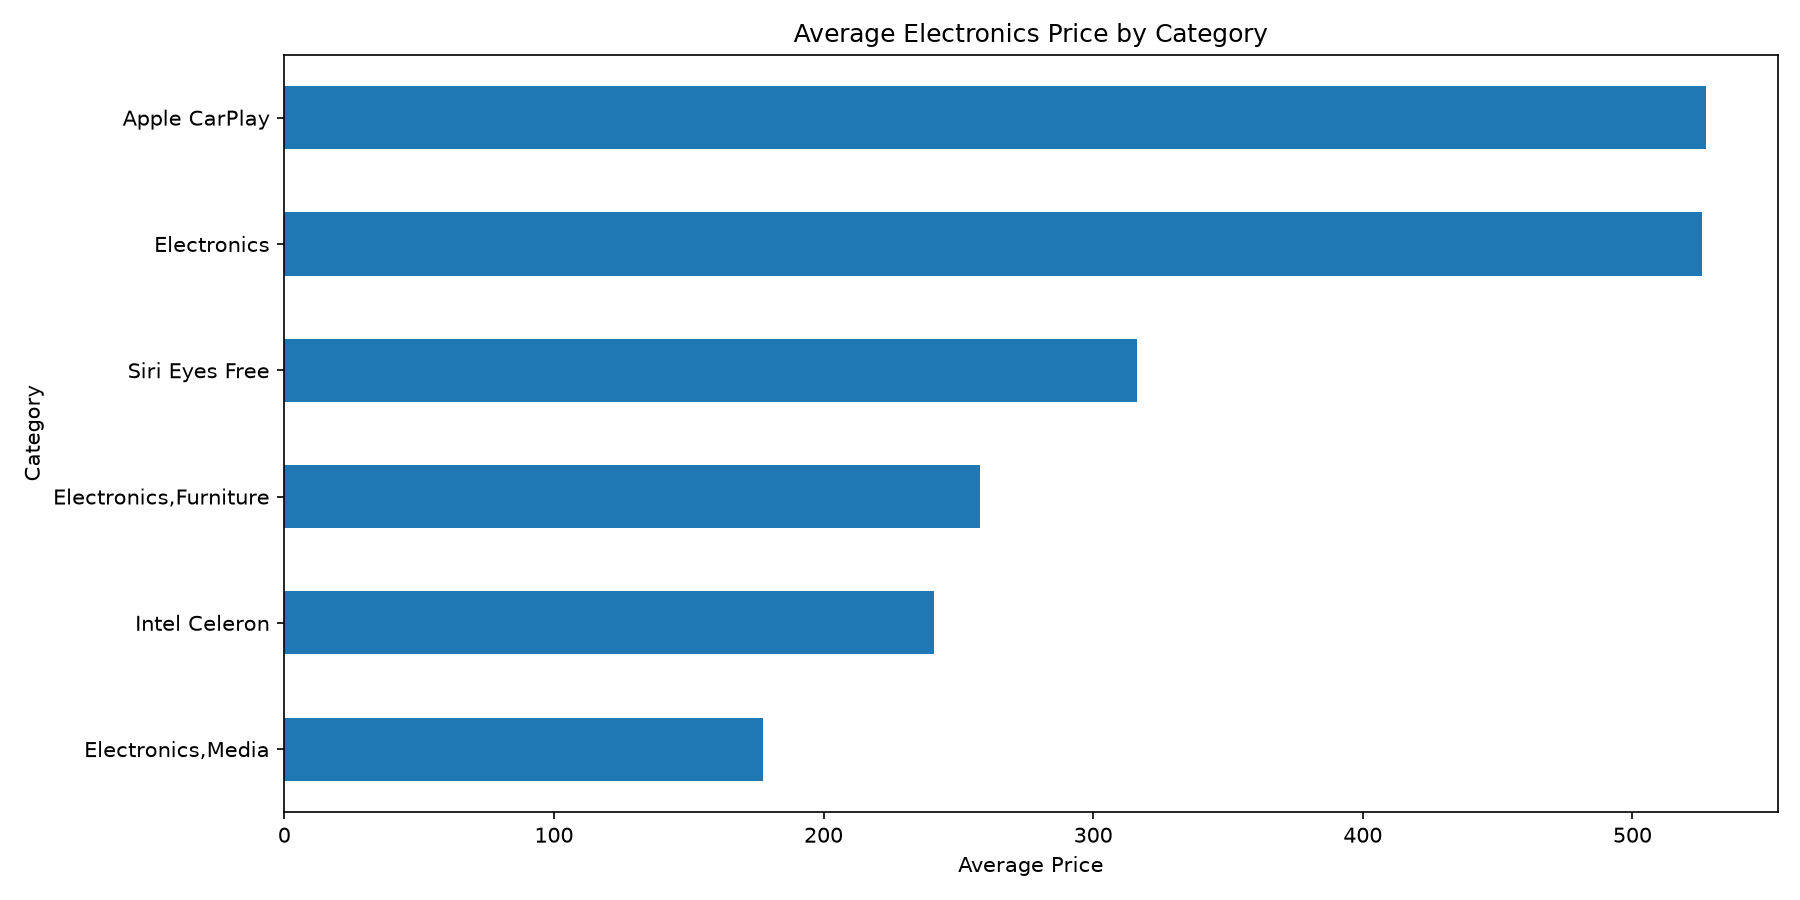 Average Electronics Price by Category
Apple CarPlay
Electronics
Siri Eyes Free
Electronics,Furniture
Intel Celeron
Electronics,Media
Category
0 100 200 300 400 500
Average Price